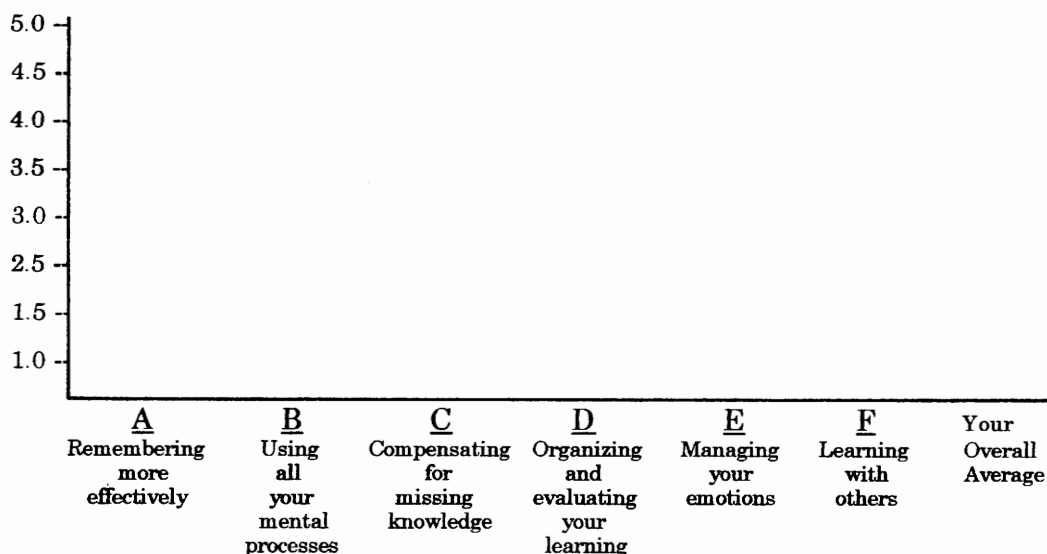 5.0
4.5
4.0
3.5
3.0
2.5
1.5
1.0
A B C D E F Your
Remembering Using Compensating Organizing Managing Learning Overall
more all for and your with Average
effectively your missing evaluating emotions others
mental knowledge your
processes learning